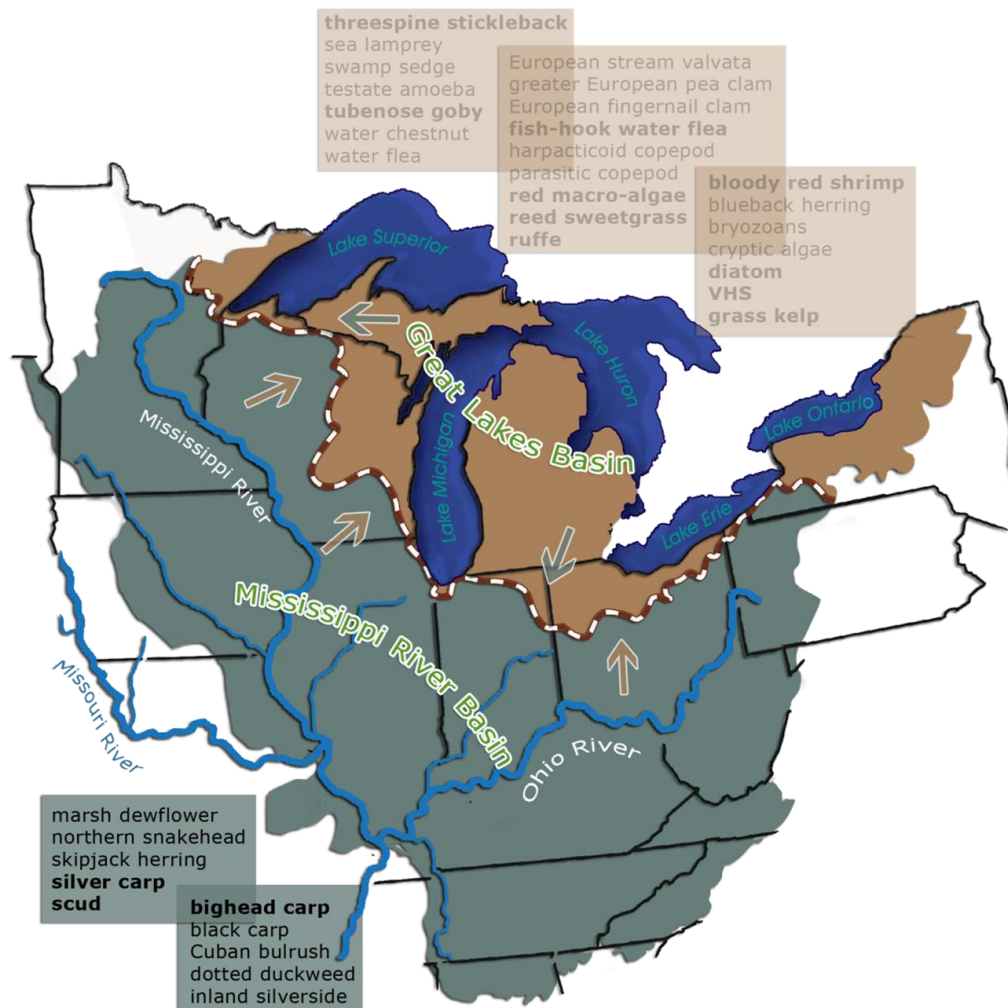 threespine stickleback
sea lamprey
swamp sedge
testate amoeba
tubenose goby
water chestnut
water flea
European stream valvata
greater European pea clam
European fingernail clam
fish-hook water flea
harpacticoid copepod
parasitic copepod
red macro-algae
reed sweetgrass
ruffe
bloody red shrimp
blueback herring
bryozoans
cryptic algae
diatom
VHS
grass kelp
Lake Superior
Lake Huron
Great Lakes Basin
Lake Michigan
Lake Ontario
Lake Erie
Mississippi River
Mississippi River Basin
Missouri River
Ohio River
marsh dewflower
northern snakehead
skipjack herring
silver carp
scud
bighead carp
black carp
Cuban bulrush
dotted duckweed
inland silverside